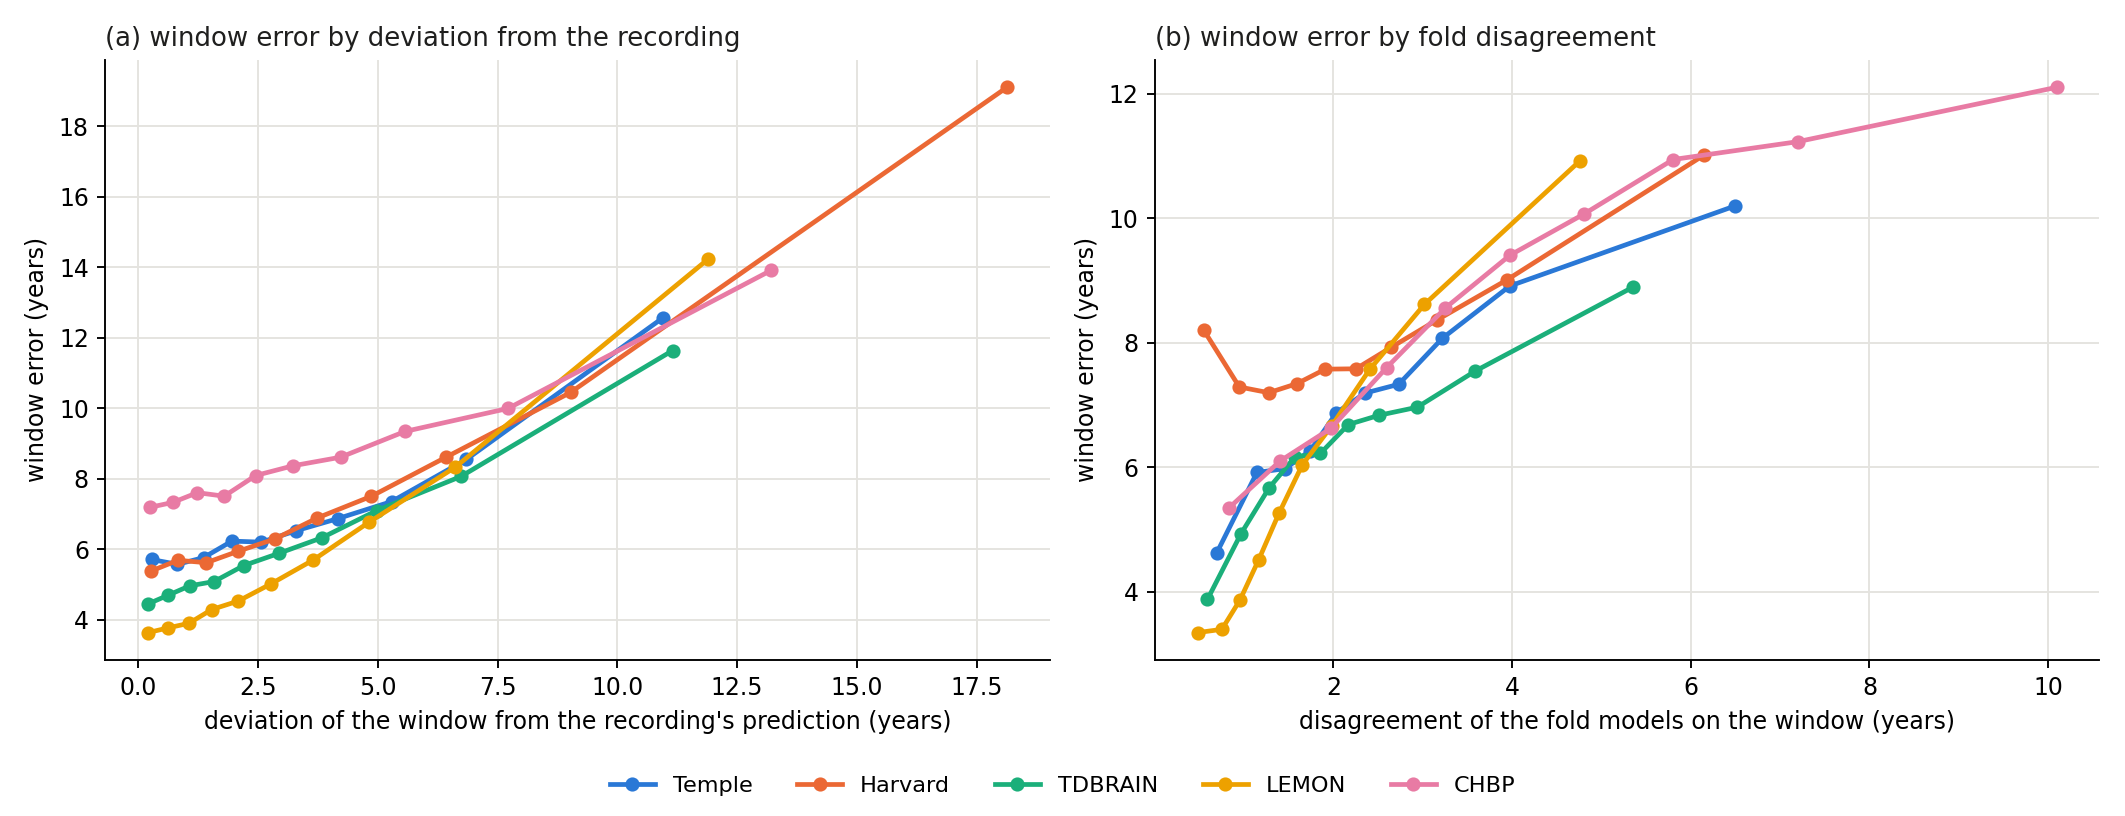 (a) window error by deviation from the recording
18
16
14
12
10
8
6
4
window error (years)
0.0 2.5 5.0 7.5 10.0 12.5 15.0 17.5
deviation of the window from the recording's prediction (years)
(b) window error by fold disagreement
12
10
8
6
4
window error (years)
2 4 6 8 10
disagreement of the fold models on the window (years)
Temple Harvard TDBRAIN LEMON CHBP